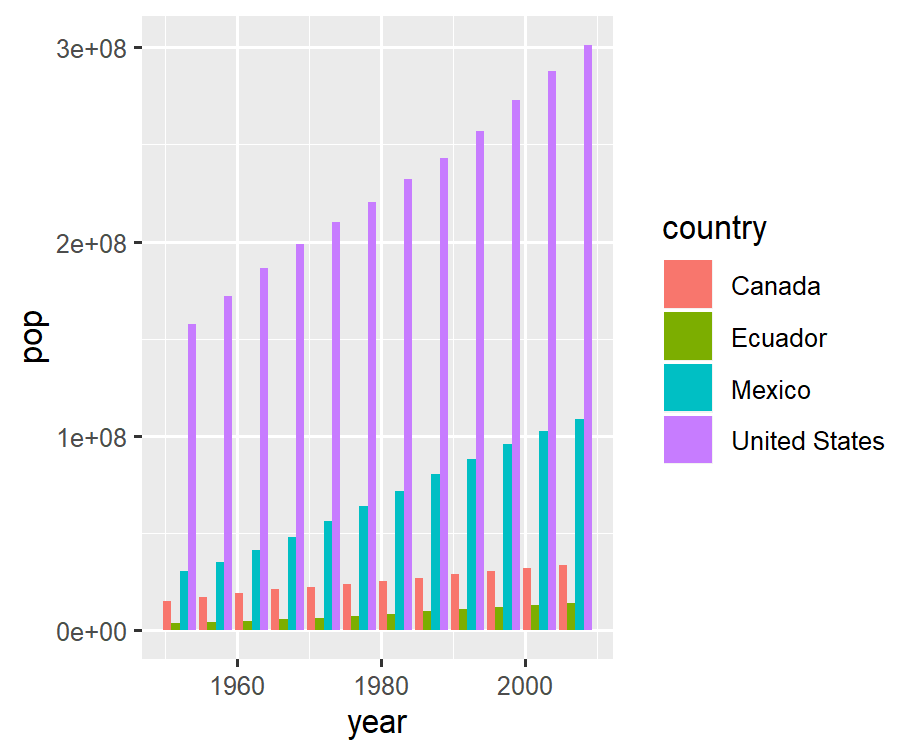 3e+08
2e+08
1e+08
0e+00
pop
1960 1980 2000
year
country
Canada
Ecuador
Mexico
United States